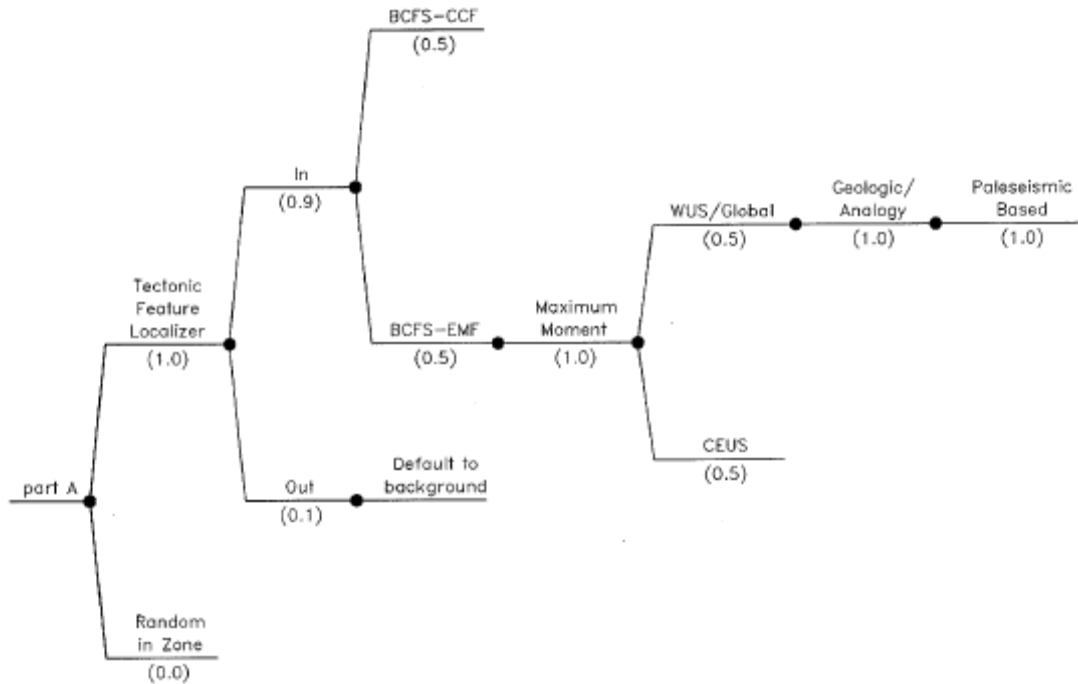 BCFS-CCF
(0.5)
In
(0.9)
WUS/Global
(0.5)
Geologic/
Analogy
(1.0)
Paleseismic
Based
(1.0)
Tectonic
Feature
Localizer
(1.0)
BCFS-EMF
(0.5)
Maximum
Moment
(1.0)
CEUS
(0.5)
part A
Out
(0.1)
Default to
background
Random
in Zone
(0.0)